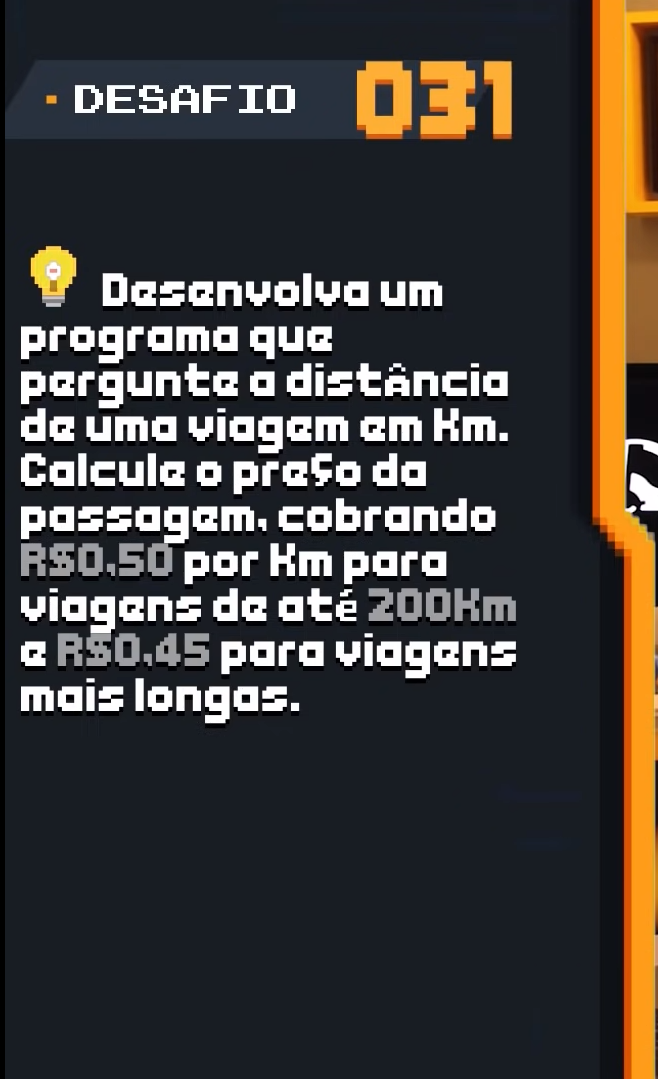 DESAFIO 031
Desenvolva um
programa que
pergunte a distância
de uma viagem em Km.
Calcule o preço da
passagem, cobrando
R$0,50 por Km para
viagens de até 200Km
e R$0,45 para viagens
mais longas.